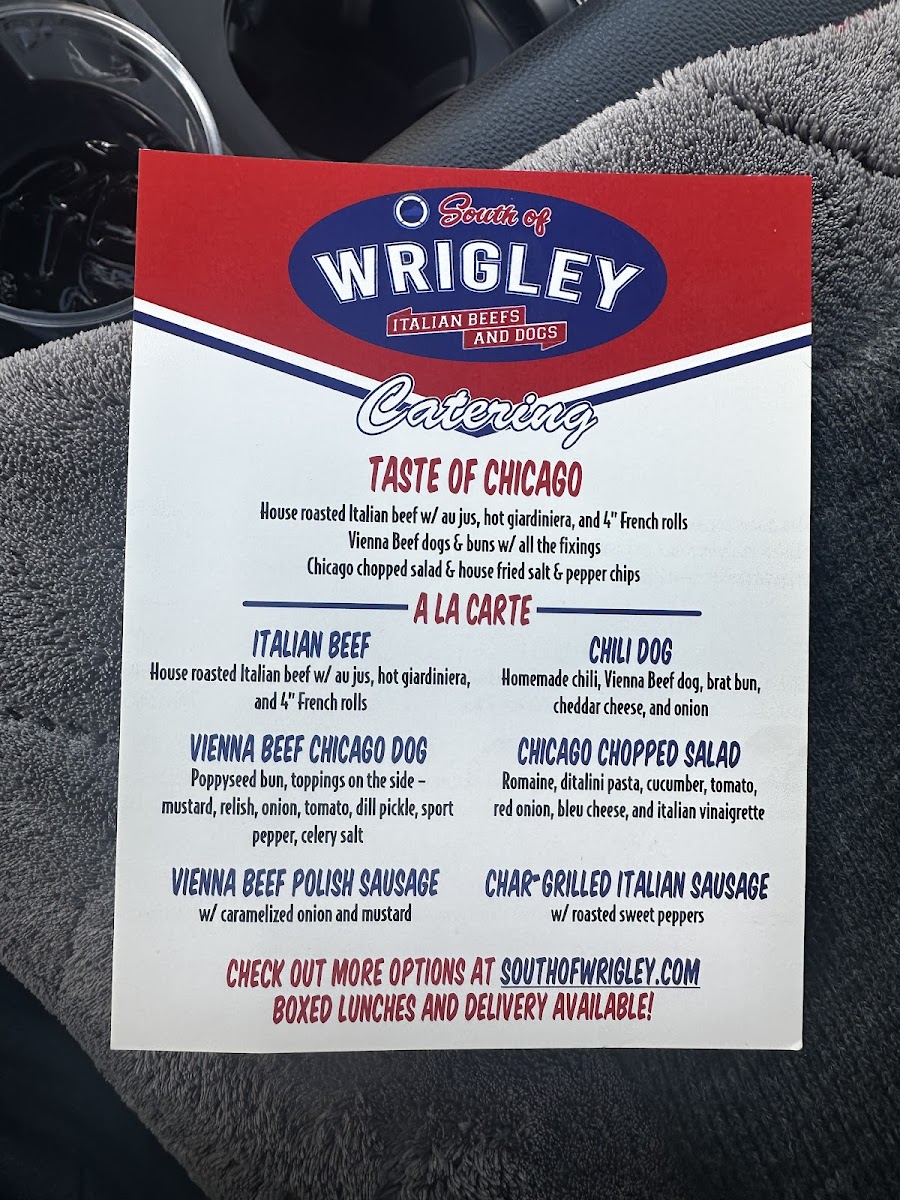 South of
WRIGLEY
ITALIAN BEEFS
AND DOGS
Catering
TASTE OF CHICAGO
House roasted Italian beef w/ au jus, hot giardiniera, and 4" French rolls
Vienna Beef dogs & buns w/ all the fixings
Chicago chopped salad & house fried salt & pepper chips
A LA CARTE
ITALIAN BEEF
House roasted Italian beef w/ au jus, hot giardiniera,
and 4" French rolls
CHILI DOG
Homemade chili, Vienna Beef dog, brat bun,
cheddar cheese, and onion
VIENNA BEEF CHICAGO DOG
Poppyseed bun, toppings on the side –
mustard, relish, onion, tomato, dill pickle, sport
pepper, celery salt
CHICAGO CHOPPED SALAD
Romaine, ditalini pasta, cucumber, tomato,
red onion, bleu cheese, and italian vinaigrette
VIENNA BEEF POLISH SAUSAGE
w/ caramelized onion and mustard
CHAR-GRILLED ITALIAN SAUSAGE
w/ roasted sweet peppers
CHECK OUT MORE OPTIONS AT SOUTHOFWRIGLEY.COM
BOXED LUNCHES AND DELIVERY AVAILABLE!